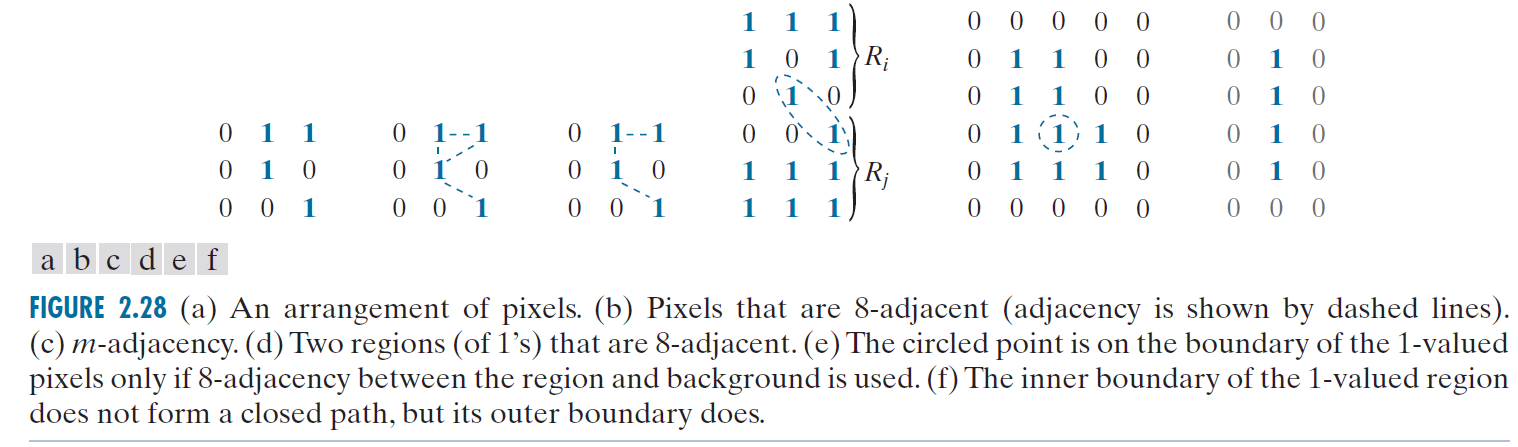 1 1 1 0 0 0 0 0 0 0 0
1 0 1 Ri 0 1 1 0 0 0 1 0
0 1 0 0 1 1 0 0 0 1 0
0 1 1 0 1 1 0 1 1 0 0 1 0 1 1 1 0 0 1 0
0 1 0 0 1 0 0 1 0 1 1 1 Rj 0 1 1 1 0 0 1 0
0 0 1 0 0 1 0 0 1 1 1 1 0 0 0 0 0 0 0 0
a b c d e f
FIGURE 2.28 (a) An arrangement of pixels. (b) Pixels that are 8-adjacent (adjacency is shown by dashed lines).
(c) m-adjacency. (d) Two regions (of 1’s) that are 8-adjacent. (e) The circled point is on the boundary of the 1-valued
pixels only if 8-adjacency between the region and background is used. (f) The inner boundary of the 1-valued region
does not form a closed path, but its outer boundary does.